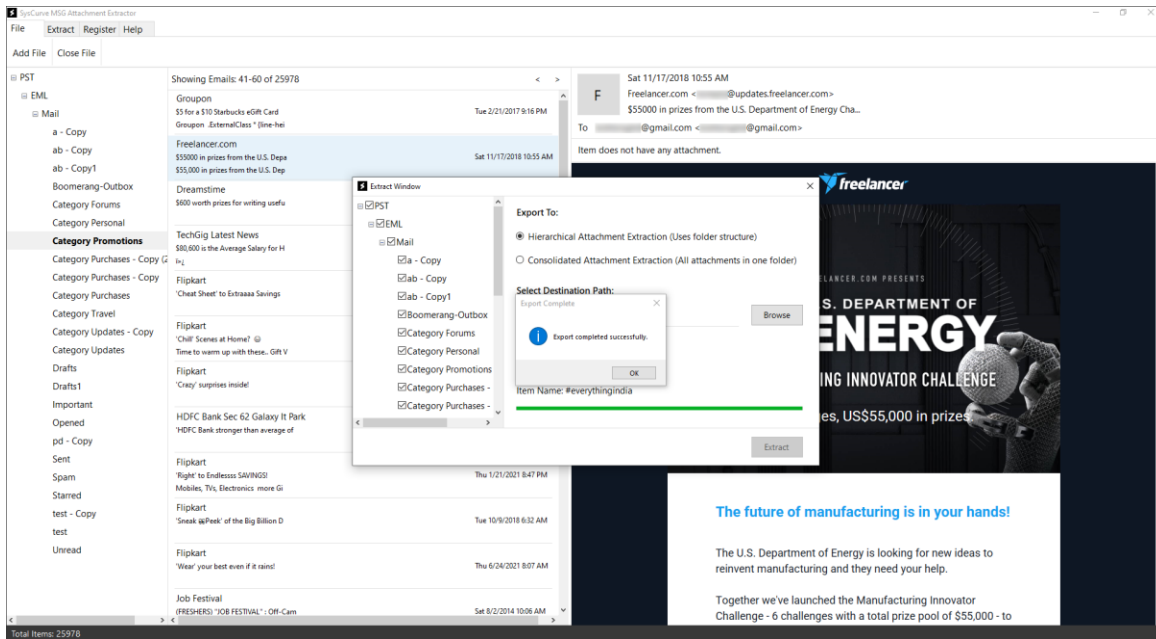 SysCurve MSG Attachment Extractor
File Extract Register Help
Add File Close File
PST
EML
Mail
a - Copy
ab - Copy
ab - Copy1
Boomerang-Outbox
Category Forums
Category Personal
Category Promotions
Category Purchases - Copy (
Category Purchases - Copy
Category Purchases
Category Travel
Category Updates - Copy
Category Updates
Drafts
Drafts1
Important
Opened
pd - Copy
Sent
Spam
Starred
test - Copy
test
Unread
Showing Emails: 41-60 of 25978 < >
Groupon
$5 for a $10 Starbucks eGift Card Tue 2/21/2017 9:16 PM
Groupon .ExternalClass * {line-hei
Freelancer.com
$55000 in prizes from the U.S. Depa Sat 11/17/2018 10:55 AM
$55,000 in prizes from the U.S. Dep
Dreamstime
$600 worth prizes for writing usefu
TechGig Latest News
$80,600 is the Average Salary for H
Flipkart
'Cheat Sheet' to Extraaaa Savings
Flipkart
'Chill' Scenes at Home? 
Time to warm up with these.. Gift V
Flipkart
'Crazy' surprises inside!
HDFC Bank Sec 62 Galaxy It Park
'HDFC Bank stronger than average of
Flipkart
'Right' to Endlessss SAVINGS! Thu 1/21/2021 8:47 PM
Mobiles, TVs, Electronics more Gi
Flipkart
'Sneak Peek' of the Big Billion D Tue 10/9/2018 6:32 AM
Flipkart
'Wear' your best even if it rains! Thu 6/24/2021 8:07 AM
Job Festival
(FRESHERS) "JOB FESTIVAL" : Off-Cam Sat 8/2/2014 10:06 AM
F
Sat 11/17/2018 10:55 AM
Freelancer.com < @updates.freelancer.com>
$55000 in prizes from the U.S. Department of Energy Cha...
To @gmail.com < @gmail.com>
Item does not have any attachment.
freelancer
ELANCER.COM PRESENTS
S. DEPARTMENT OF
ENERGY
ING INNOVATOR CHALLENGE
es, US$55,000 in prizes
The future of manufacturing is in your hands!
The U.S. Department of Energy is looking for new ideas to
reinvent manufacturing and they need your help.
Together we've launched the Manufacturing Innovator
Challenge - 6 challenges with a total prize pool of $55,000 - to
Extract Window
PST
EML
Mail
a - Copy
ab - Copy
ab - Copy1
Boomerang-Outbox
Category Forums
Category Personal
Category Promotions
Category Purchases -
Category Purchases -
Export To:
Hierarchical Attachment Extraction (Uses folder structure)
Consolidated Attachment Extraction (All attachments in one folder)
Select Destination Path:
Browse
Export Complete
Export completed successfully.
OK
Item Name: #everythingindia
Extract
Total Items: 25978